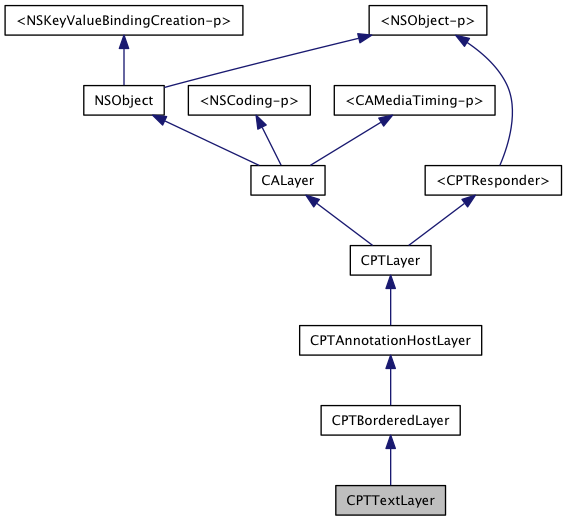 <NSKeyValueBindingCreation-p>
<NSObject-p>
NSObject
<NSCoding-p>
<CAMediaTiming-p>
CALayer
<CPTResponder>
CPTLayer
CPTAnnotationHostLayer
CPTBorderedLayer
CPTTextLayer